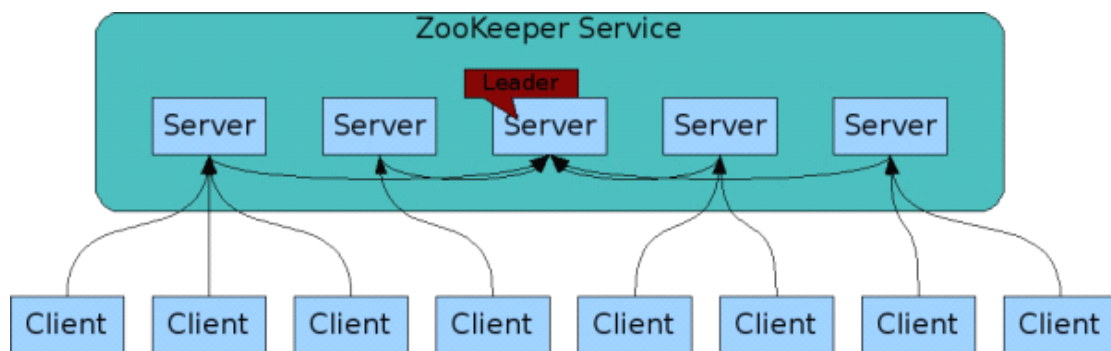 ZooKeeper Service
Leader
Server Server Server Server Server
Client Client Client Client Client Client Client Client